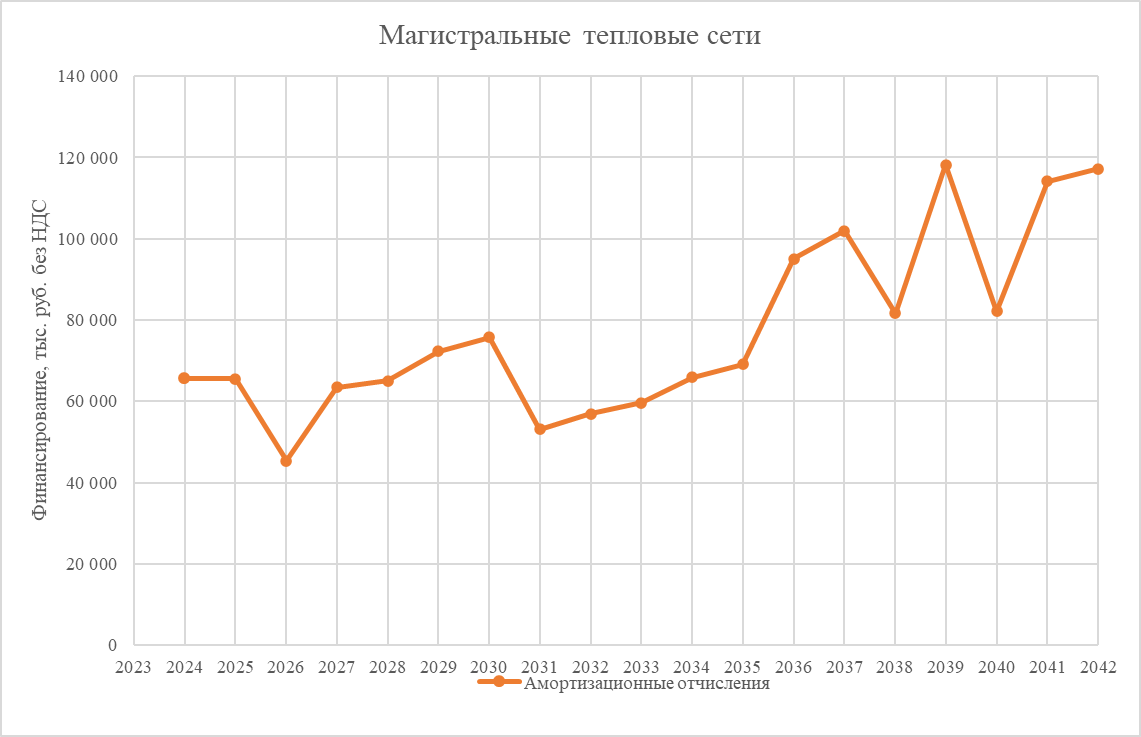 Магистральные тепловые сети
Финансирование, тыс. руб. без НДС
140 000
120 000
100 000
80 000
60 000
40 000
20 000
0
2023 2024 2025 2026 2027 2028 2029 2030 2031 2032 2033 2034 2035 2036 2037 2038 2039 2040 2041 2042
Амортизационные отчисления